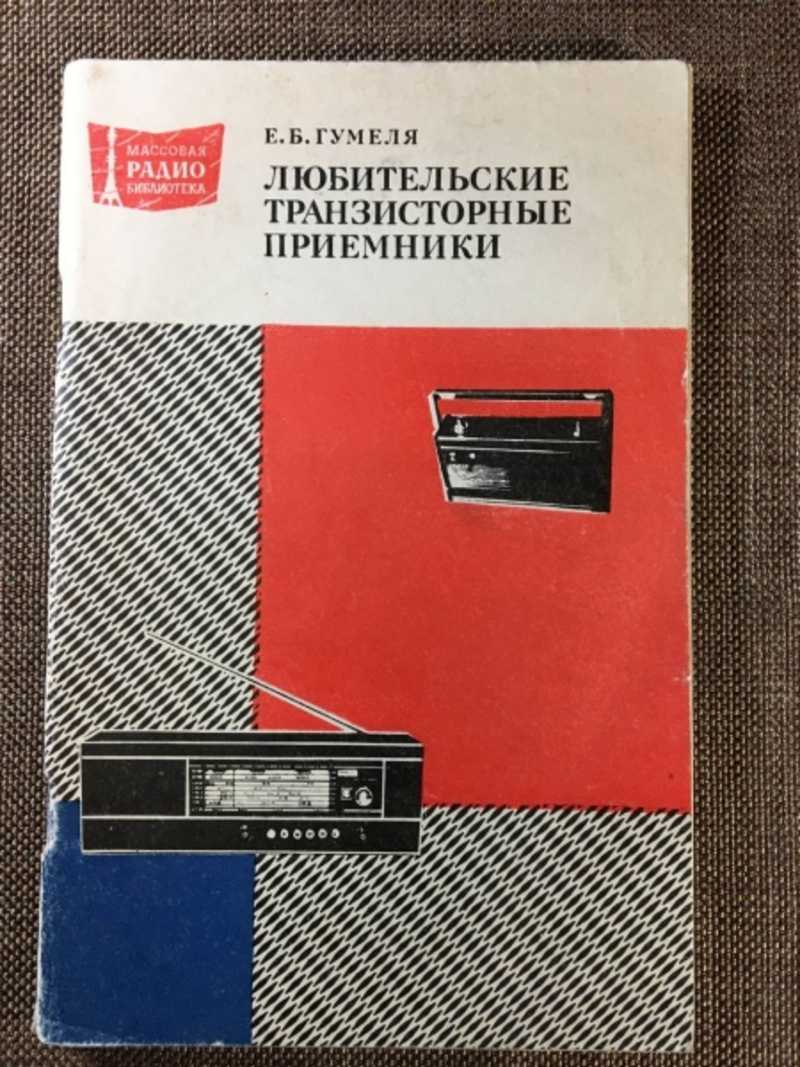 МАССОВАЯ
РАДИО
БИБЛИОТЕКА
Е. Б. ГУМЕЛЯ
ЛЮБИТЕЛЬСКИЕ
ТРАНЗИСТОРНЫЕ
ПРИЕМНИКИ